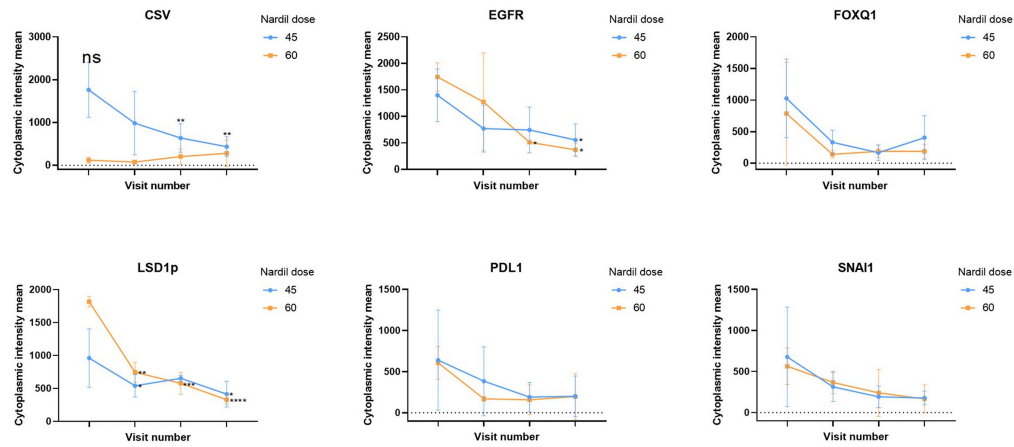 CSV
Nardil dose
45
60
Cytoplasmic intensity mean
3000
2000
1000
0
ns
**
**
Visit number
EGFR
Nardil dose
45
60
Cytoplasmic intensity mean
2500
2000
1500
1000
500
0
*
*
*
Visit number
FOXQ1
Nardil dose
45
60
Cytoplasmic intensity mean
2000
1500
1000
500
0
Visit number
LSD1p
Nardil dose
45
60
Cytoplasmic intensity mean
2000
1500
1000
500
0
**
*
***
*
****
Visit number
PDL1
Nardil dose
45
60
Cytoplasmic intensity mean
1500
1000
500
0
Visit number
SNAI1
Nardil dose
45
60
Cytoplasmic intensity mean
1500
1000
500
0
Visit number